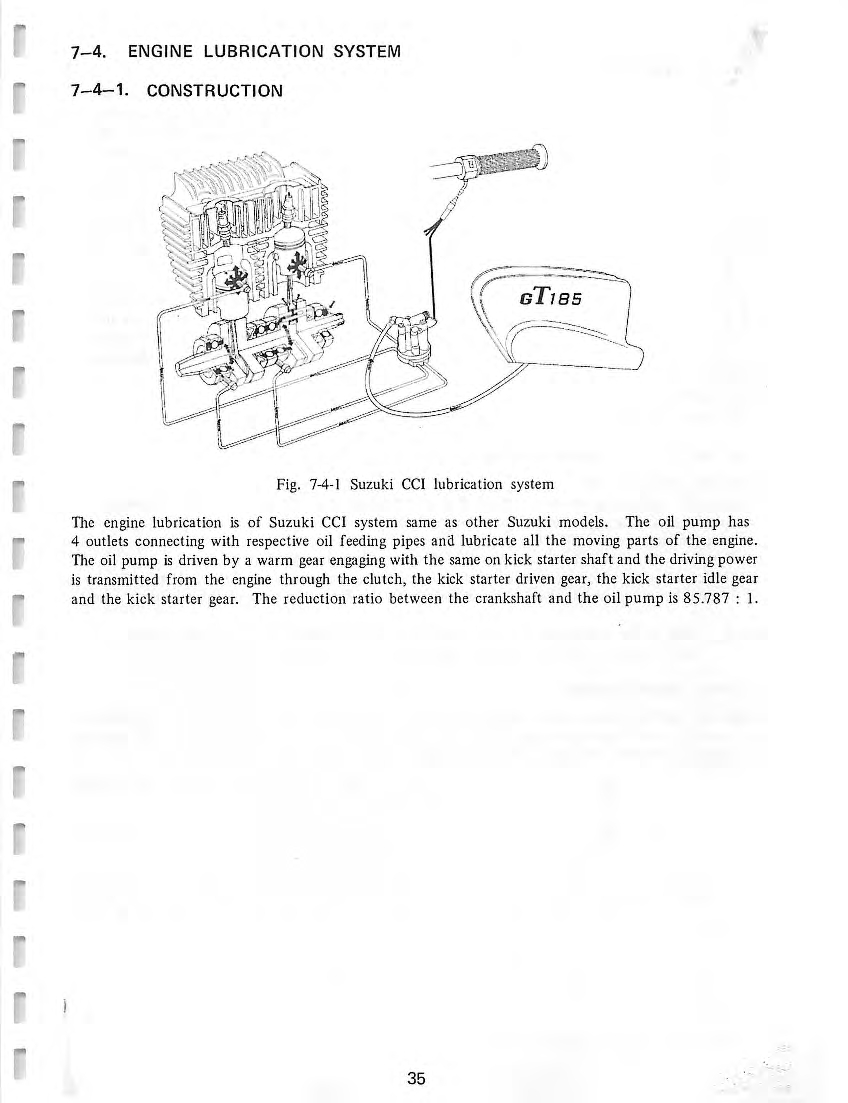 7–4. ENGINE LUBRICATION SYSTEM
7–4–1. CONSTRUCTION
GT185
Fig. 7-4-1 Suzuki CCI lubrication system
The engine lubrication is of Suzuki CCI system same as other Suzuki models. The oil pump has
4 outlets connecting with respective oil feeding pipes and lubricate all the moving parts of the engine.
The oil pump is driven by a warm gear engaging with the same on kick starter shaft and the driving power
is transmitted from the engine through the clutch, the kick starter driven gear, the kick starter idle gear
and the kick starter gear. The reduction ratio between the crankshaft and the oil pump is 85.787 : 1.
35